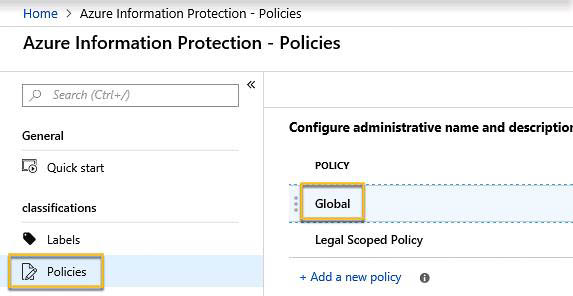 Home > Azure Information Protection - Policies
Azure Information Protection - Policies
Search (Ctrl+/)
«
General
Quick start
classifications
Labels
Policies
Configure administrative name and description
POLICY
Global
Legal Scoped Policy
+ Add a new policy